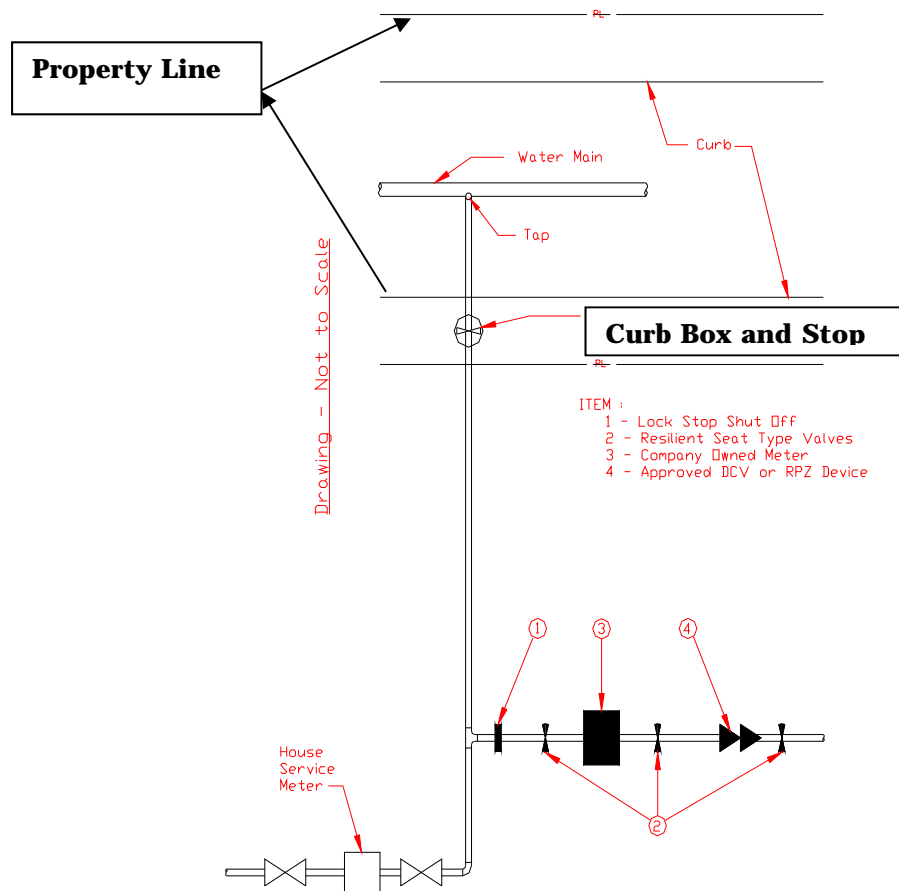 PL
Property Line
Curb
Water Main
Tap
Drawing - Not to Scale
Curb Box and Stop
PL
ITEM :
1 - Lock Stop Shut Off
2 - Resilient Seat Type Valves
3 - Company Owned Meter
4 - Approved DCV or RPZ Device
1
3
4
House
Service
Meter
2